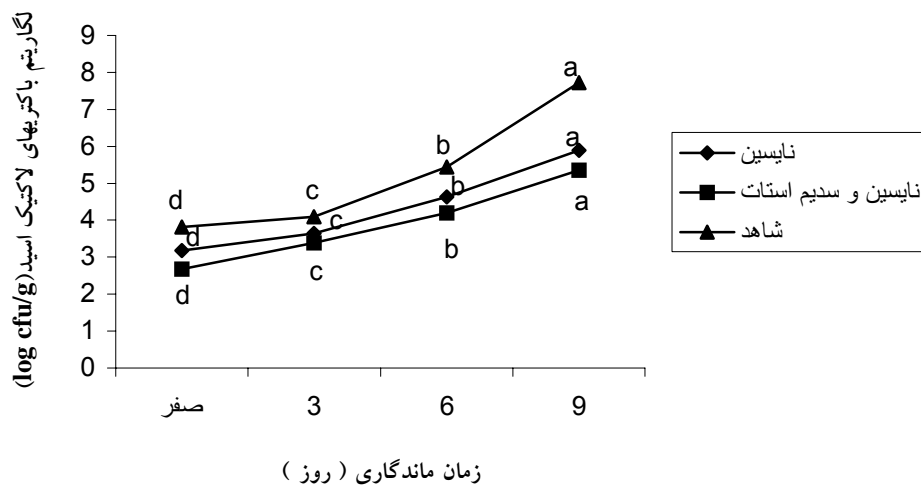 لگاریتم باکتریهای لاکتیک اسید(log cfu/g)
9
8
7
6
5
4
3
2
1
0
a
b
a
d
c
b
d
c
a
b
c
d
صفر 3 6 9
زمان ماندگاری ( روز )
نایسین
نایسین و سدیم استات
شاهد